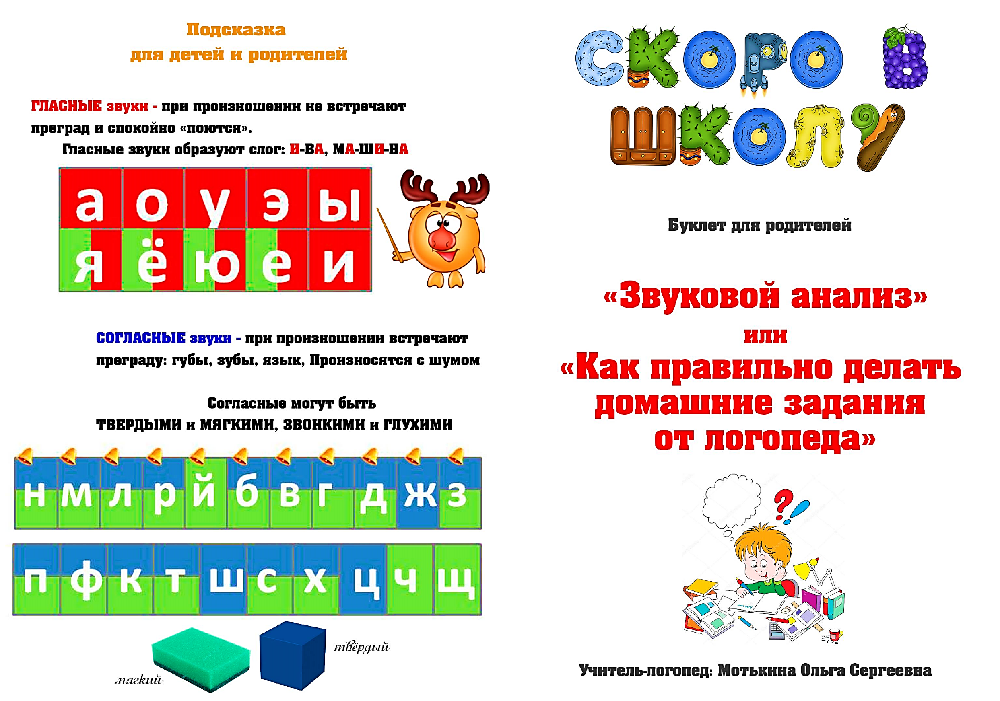 Подсказка
для детей и родителей
ГЛАСНЫЕ звуки - при произношении не встречают
преград и спокойно «поются».
Гласные звуки образуют слог: И-ВА, МА-ШИ-НА
а о у э ы
я ё ю е и
СОГЛАСНЫЕ звуки - при произношении встречают
преграду: губы, зубы, язык, Произносятся с шумом
Согласные могут быть
ТВЕРДЫМИ и МЯГКИМИ, ЗВОНКИМИ и ГЛУХИМИ
н м л р й б в г д ж з
п ф к т ш с х ц ч щ
твёрдый
мягкий
СКОРО В
ШКОЛУ
Буклет для родителей
«Звуковой анализ»
или
«Как правильно делать
домашние задания
от логопеда»
?!
Учитель-логопед: Мотькина Ольга Сергеевна